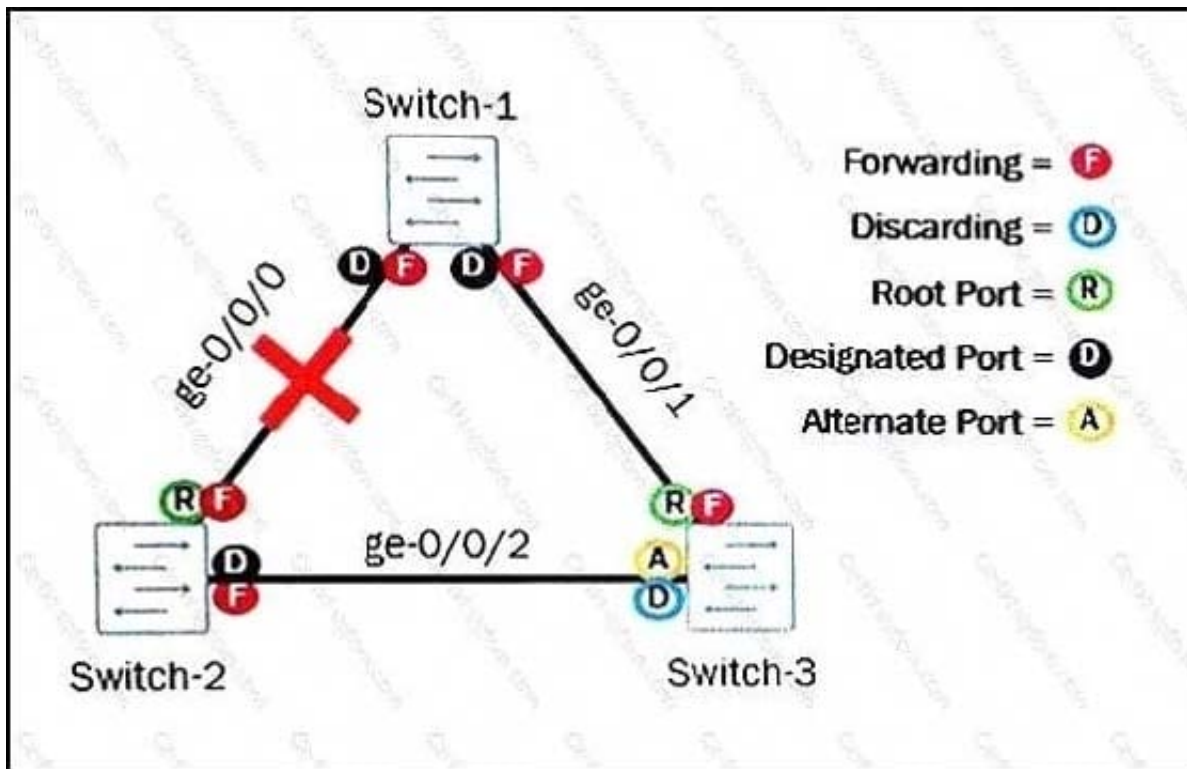 Switch-1
Forwarding = F
Discarding = D
Root Port = R
Designated Port = D
Alternate Port = A
D F D F
ge-0/0/0
ge-0/0/1
R F
R F
ge-0/0/2
D
F
A
D
Switch-2
Switch-3